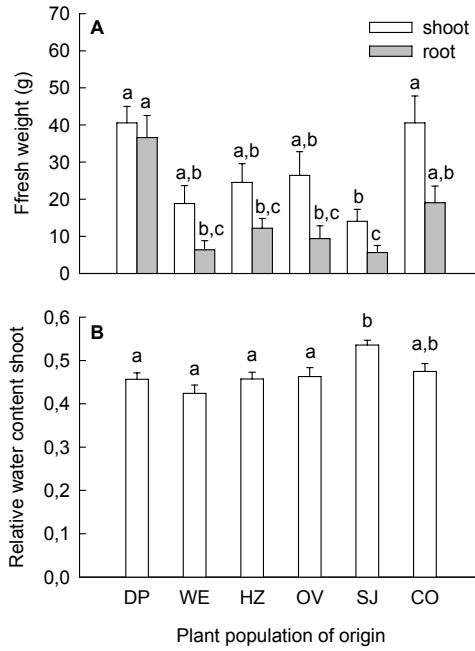 A
shoot
root
Ffresh weight (g)
70
60
50
40
30
20
10
0
a a
a,b b,c
a,b b,c
a,b b,c
b c
a a,b
B
Relative water content shoot
0,6
0,5
0,4
0,3
0,2
0,1
0,0
a a a a b a,b
DP WE HZ OV SJ CO
Plant population of origin